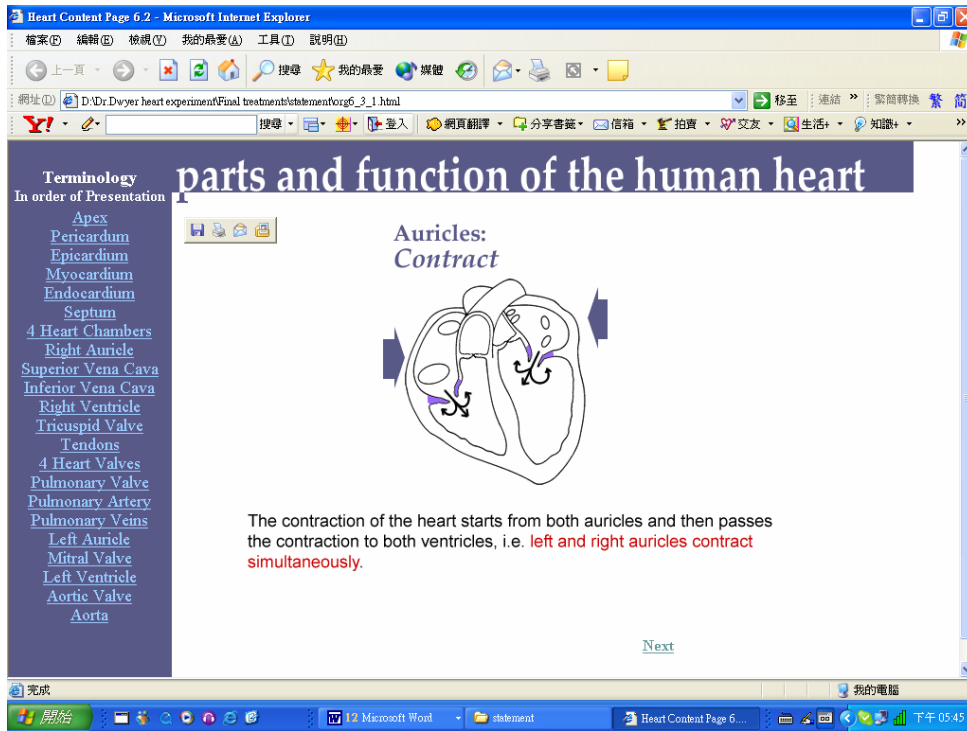 Heart Content Page 6.2 - Microsoft Internet Explorer
檔案(F) 編輯(E) 檢視(V) 我的最愛(A) 工具(T) 說明(H)
上一頁 搜尋 我的最愛 媒體
網址(D) D:\Dr.Dwyer heart experiment\Final treatments\statement\org6_3_1.html 移至 連結 » 繁簡轉換 繁 簡
Y! 搜尋 登入 網頁翻譯 分享書籤 信箱 拍賣 交友 生活+ 知識+ »
parts and function of the human heart
Terminology
In order of Presentation
Apex
Pericardum
Epicardium
Myocardium
Endocardium
Septum
4 Heart Chambers
Right Auricle
Superior Vena Cava
Inferior Vena Cava
Right Ventricle
Tricuspid Valve
Tendons
4 Heart Valves
Pulmonary Valve
Pulmonary Artery
Pulmonary Veins
Left Auricle
Mitral Valve
Left Ventricle
Aortic Valve
Aorta
Auricles:
Contract
The contraction of the heart starts from both auricles and then passes
the contraction to both ventricles, i.e. left and right auricles contract
simultaneously.
Next
完成 我的電腦
開始 12 Microsoft Word statement Heart Content Page 6.... 下午 05:45